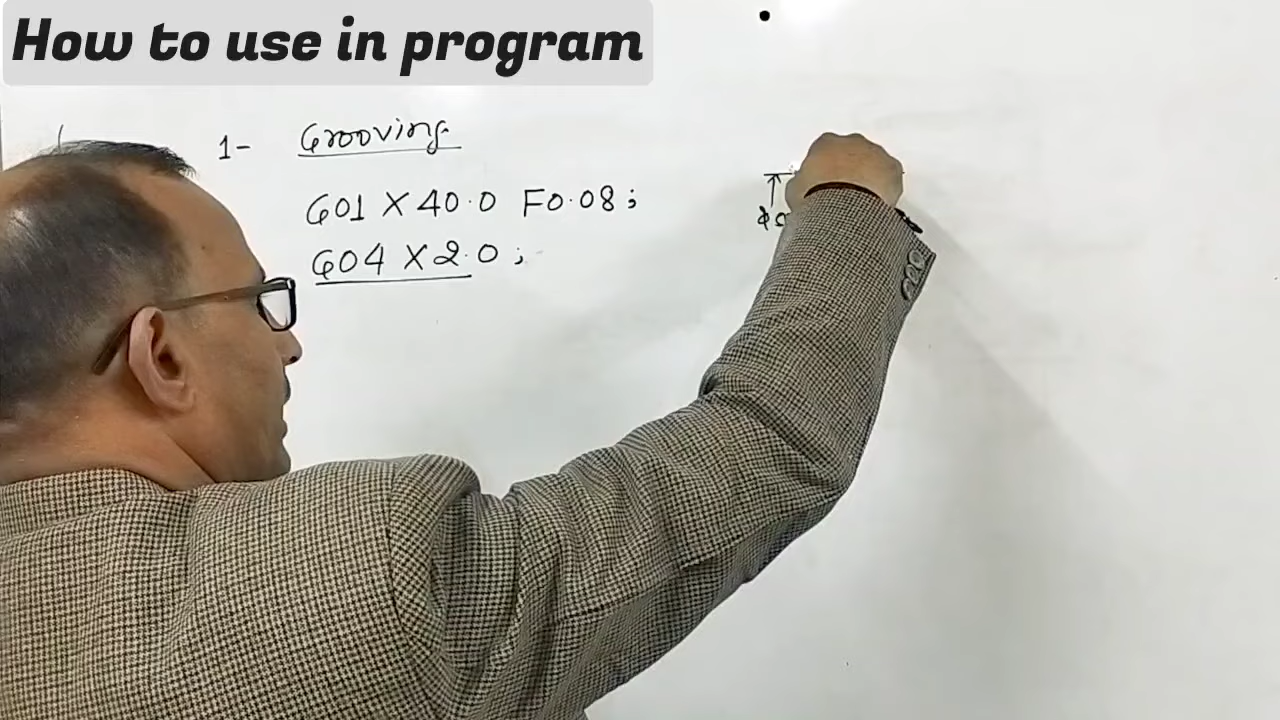 How to use in program
1- Grooving
G01 X40.0 F0.08;
G04 X2.0;